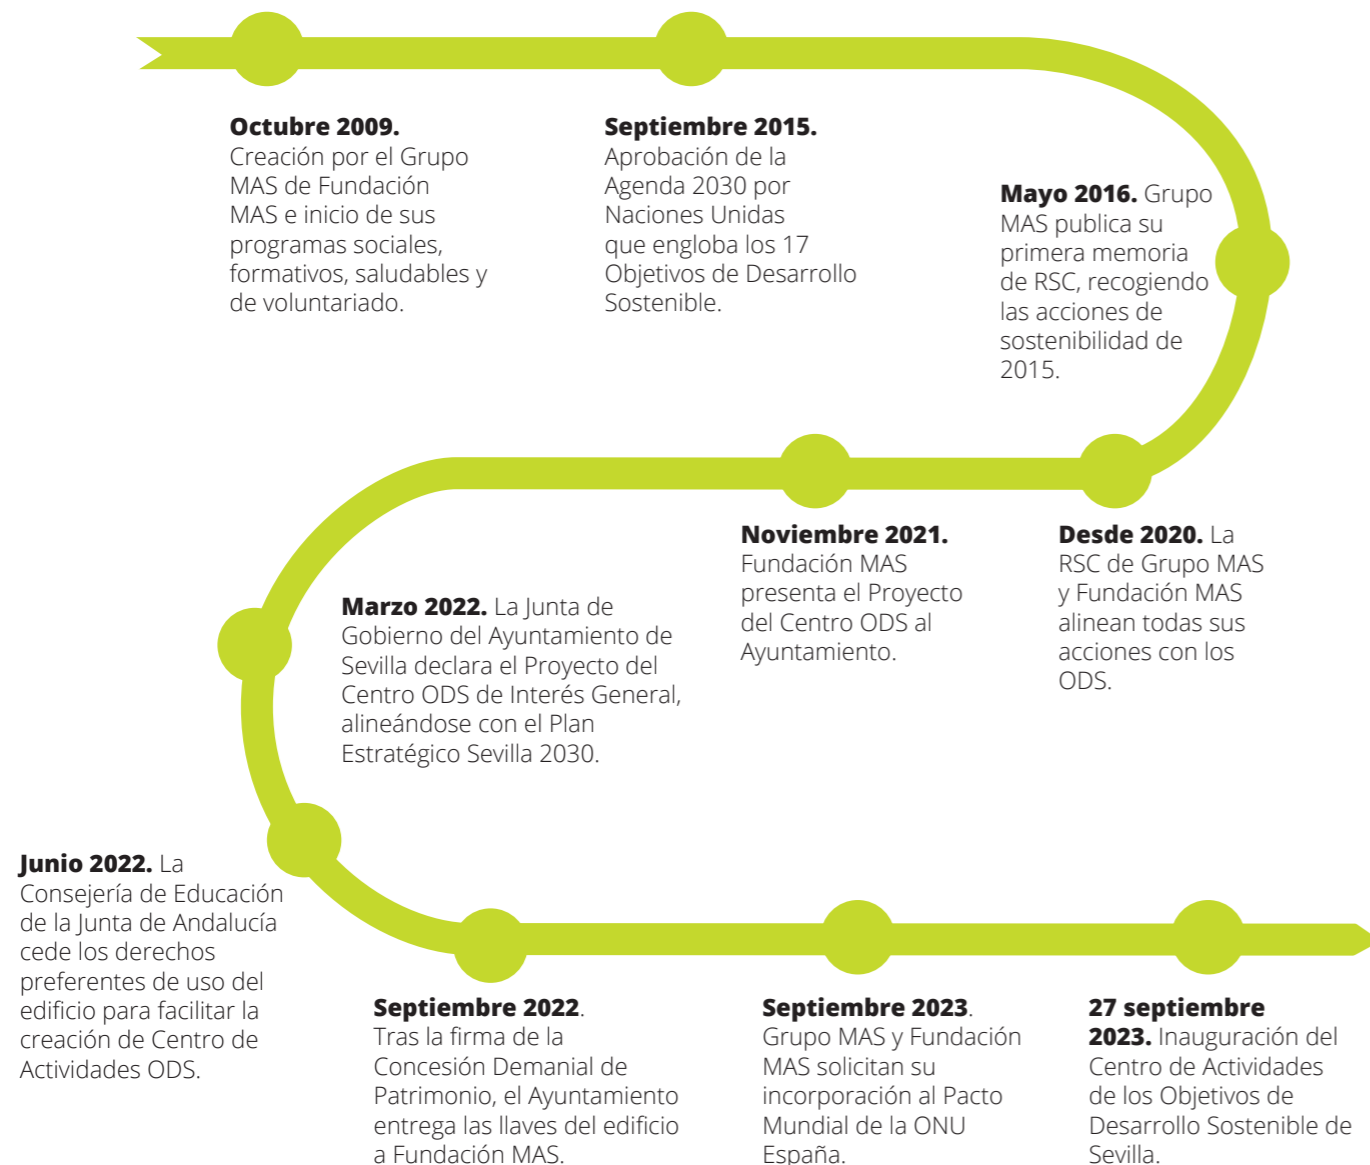 Octubre 2009.
Creación por el Grupo
MAS de Fundación
MAS e inicio de sus
programas sociales,
formativos, saludables y
de voluntariado.
Septiembre 2015.
Aprobación de la
Agenda 2030 por
Naciones Unidas
que engloba los 17
Objetivos de Desarrollo
Sostenible.
Mayo 2016. Grupo
MAS publica su
primera memoria
de RSC, recogiendo
las acciones de
sostenibilidad de
2015.
Desde 2020. La
RSC de Grupo MAS
y Fundación MAS
alinean todas sus
acciones con los
ODS.
Noviembre 2021.
Fundación MAS
presenta el Proyecto
del Centro ODS al
Ayuntamiento.
Marzo 2022. La Junta de
Gobierno del Ayuntamiento de
Sevilla declara el Proyecto del
Centro ODS de Interés General,
alineándose con el Plan
Estratégico Sevilla 2030.
Junio 2022. La
Consejería de Educación
de la Junta de Andalucía
cede los derechos
preferentes de uso del
edificio para facilitar la
creación de Centro de
Actividades ODS.
Septiembre 2022.
Tras la firma de la
Concesión Demanial de
Patrimonio, el Ayuntamiento
entrega las llaves del edificio
a Fundación MAS.
Septiembre 2023.
Grupo MAS y Fundación
MAS solicitan su
incorporación al Pacto
Mundial de la ONU
España.
27 septiembre
2023. Inauguración del
Centro de Actividades
de los Objetivos de
Desarrollo Sostenible de
Sevilla.